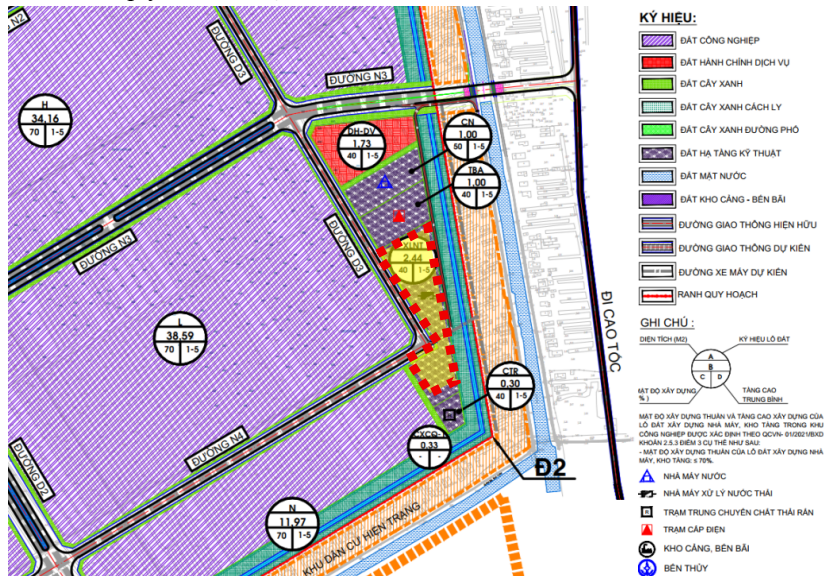 ĐƯỜNG D3
ĐƯỜNG N3
H
34.16
70 1-5
DH-DV
1.73
40 1-5
CN
1.00
50 1-5
TBA
1.00
40 1-5
XLNT
2.44
40 1-5
ĐƯỜNG N3
ĐƯỜNG D3
L
38.59
70 1-5
CTR
0.30
40 1-5
0.33
- -
ĐƯỜNG N4
ĐƯỜNG D2
N
11.97
70 1-5
Đ2
KHU DÂN CƯ HIỆN TRẠNG
ĐI CAO TỐC
KÝ HIỆU:
ĐẤT CÔNG NGHIỆP
ĐẤT HÀNH CHÍNH DỊCH VỤ
ĐẤT CÂY XANH
ĐẤT CÂY XANH CÁCH LY
ĐẤT CÂY XANH ĐƯỜNG PHỐ
ĐẤT HẠ TẦNG KỸ THUẬT
ĐẤT MẶT NƯỚC
ĐẤT KHO CẢNG - BẾN BÃI
ĐƯỜNG GIAO THÔNG HIỆN HỮU
ĐƯỜNG GIAO THÔNG DỰ KIẾN
ĐƯỜNG XE MÁY DỰ KIẾN
RANH QUY HOẠCH
GHI CHÚ :
DIỆN TÍCH (M2)
KÝ HIỆU LÔ ĐẤT
A
B
C D
MẬT ĐỘ XÂY DỰNG
% )
TẦNG CAO
TRUNG BÌNH
MẬT ĐỘ XÂY DỰNG THUẦN VÀ TẦNG CAO XÂY DỰNG CỦA
LÔ ĐẤT XÂY DỰNG NHÀ MÁY, KHO TÀNG TRONG KHU
CÔNG NGHIỆP ĐƯỢC XÁC ĐỊNH THEO QCVN- 01/2021/BXD
KHOẢN 2.5.3 ĐIỂM 3 CỤ THỂ NHƯ SAU:
- MẬT ĐỘ XÂY DỰNG THUẦN CỦA LÔ ĐẤT XÂY DỰNG NHÀ
MÁY, KHO TÀNG: ≤ 70%.
NHÀ MÁY NƯỚC
NHÀ MÁY XỬ LÝ NƯỚC THẢI
TRẠM TRUNG CHUYỂN CHẤT THẢI RẮN
TRẠM CẤP ĐIỆN
KHO CẢNG, BẾN BÃI
BẾN THỦY